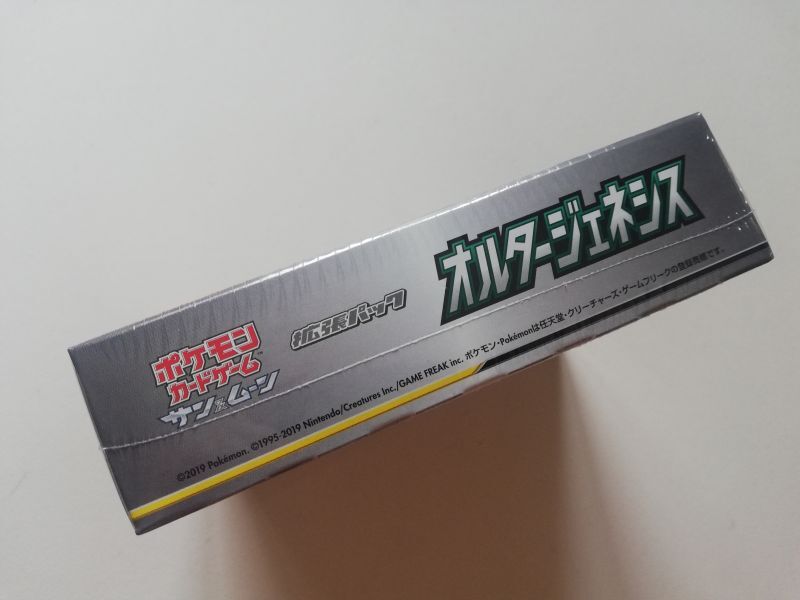 ポケモン
カードゲーム™
サン&ムーン
拡張パック
オルタージェネシス
©2019 Pokémon. ©1995-2019 Nintendo/Creatures Inc./GAME FREAK inc. ポケモン・Pokémonは任天堂・クリーチャーズ・ゲームフリークの登録商標です。